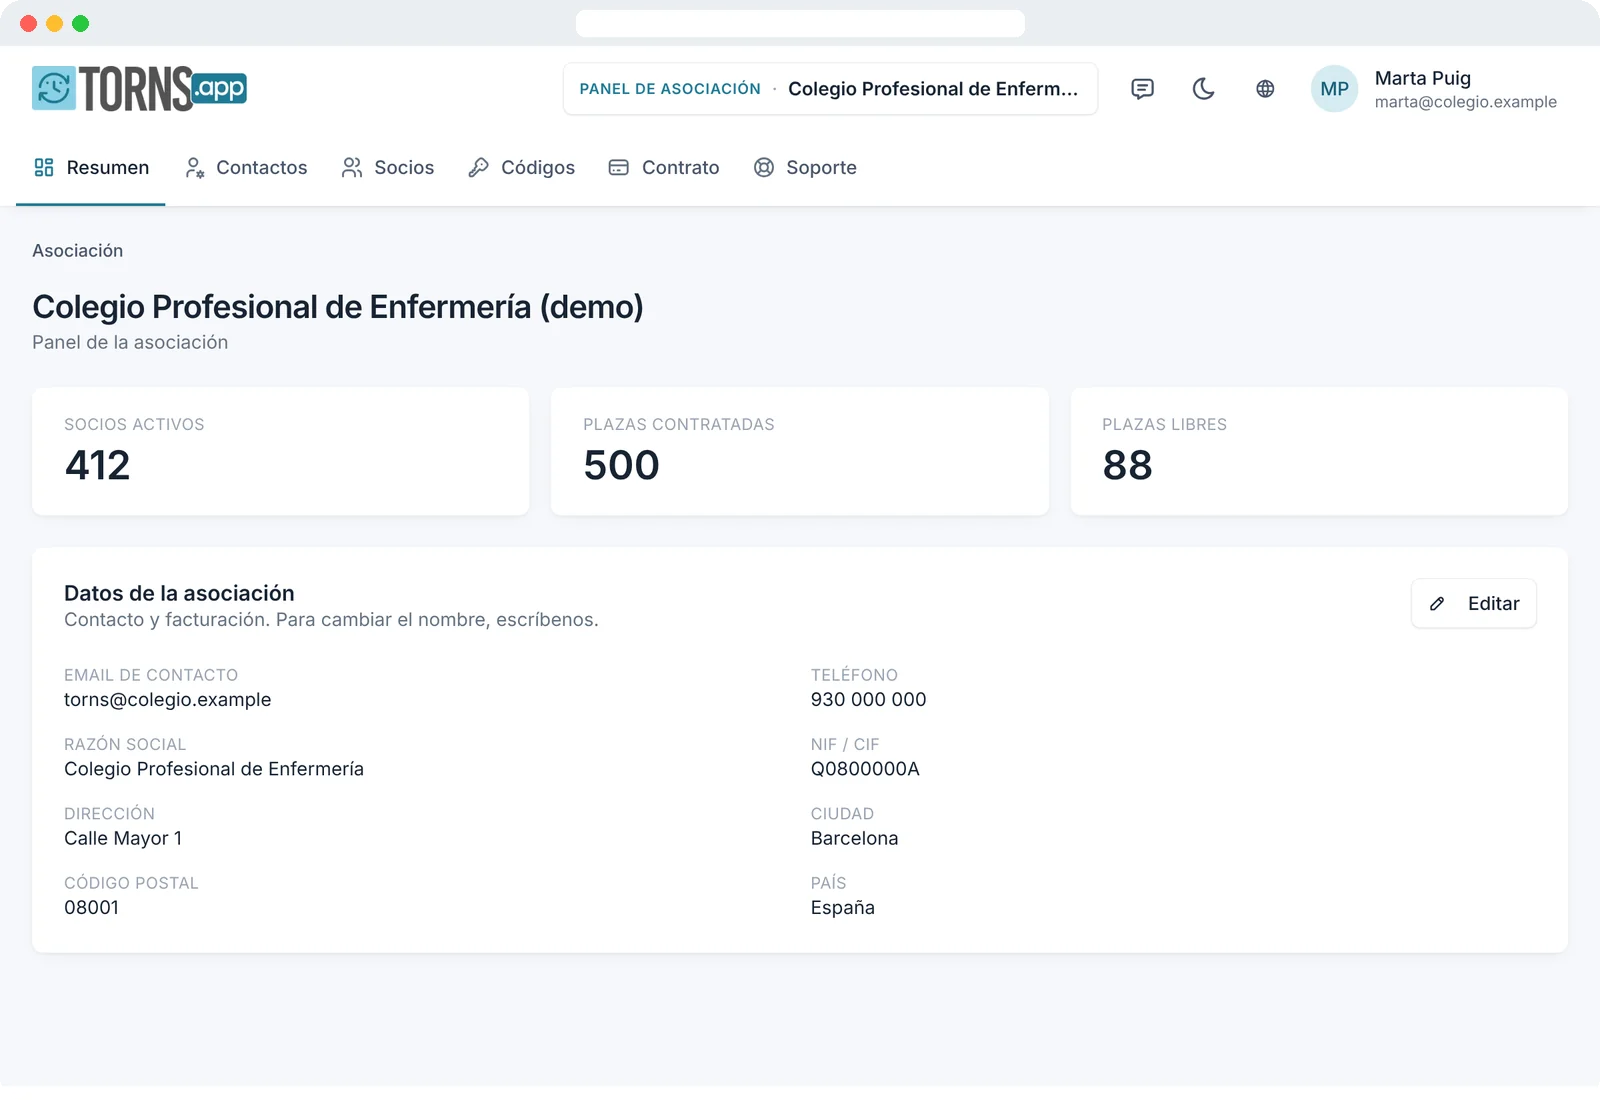 TORNS.app
PANEL DE ASOCIACIÓN · Colegio Profesional de Enferm...
MP
Marta Puig
marta@colegio.example
Resumen
Contactos
Socios
Códigos
Contrato
Soporte
Asociación
Colegio Profesional de Enfermería (demo)
Panel de la asociación
SOCIOS ACTIVOS
412
PLAZAS CONTRATADAS
500
PLAZAS LIBRES
88
Datos de la asociación
Contacto y facturación. Para cambiar el nombre, escríbenos.
Editar
EMAIL DE CONTACTO
torns@colegio.example
TELÉFONO
930 000 000
RAZÓN SOCIAL
Colegio Profesional de Enfermería
NIF / CIF
Q0800000A
DIRECCIÓN
Calle Mayor 1
CIUDAD
Barcelona
CÓDIGO POSTAL
08001
PAÍS
España